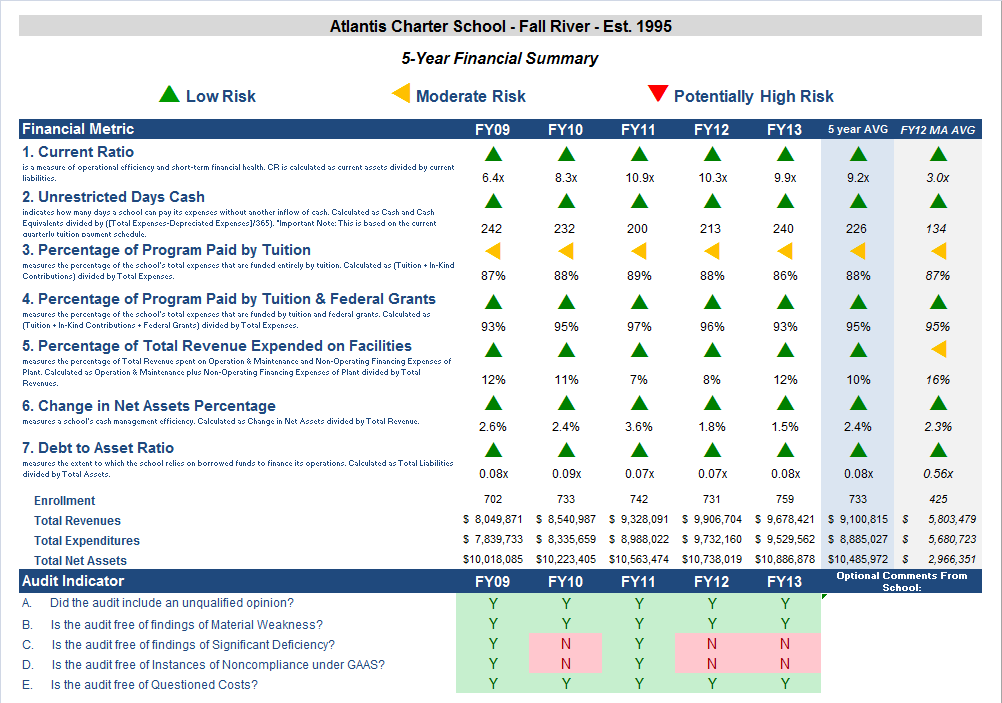 Atlantis Charter School - Fall River - Est. 1995
5-Year Financial Summary
Low Risk Moderate Risk Potentially High Risk
Financial Metric FY09 FY10 FY11 FY12 FY13 5 year AVG FY12 MA AVG
1. Current Ratio
is a measure of operational efficiency and short-term financial health. CR is calculated as current assets divided by current
liabilities.
6.4x 8.3x 10.9x 10.3x 9.9x 9.2x 3.0x
2. Unrestricted Days Cash
indicates how many days a school can pay its expenses without another inflow of cash. Calculated as Cash and Cash
Equivalents divided by ([Total Expenses-Depreciated Expenses]/365). *Important Note: This is based on the current
quarterly tuition payment schedule.
242 232 200 213 240 226 134
3. Percentage of Program Paid by Tuition
measures the percentage of the school's total expenses that are funded entirely by tuition. Calculated as (Tuition + In-Kind
Contributions) divided by Total Expenses.
87% 88% 89% 88% 86% 88% 87%
4. Percentage of Program Paid by Tuition & Federal Grants
measures the percentage of the school's total expenses that are funded by tuition and federal grants. Calculated as
(Tuition + In-Kind Contributions + Federal Grants) divided by Total Expenses.
93% 95% 97% 96% 93% 95% 95%
5. Percentage of Total Revenue Expended on Facilities
measures the percentage of Total Revenue spent on Operation & Maintenance and Non-Operating Financing Expenses of
Plant. Calculated as Operation & Maintenance plus Non-Operating Financing Expenses of Plant divided by Total
Revenues.
12% 11% 7% 8% 12% 10% 16%
6. Change in Net Assets Percentage
measures a school's cash management efficiency. Calculated as Change in Net Assets divided by Total Revenue.
2.6% 2.4% 3.6% 1.8% 1.5% 2.4% 2.3%
7. Debt to Asset Ratio
measures the extent to which the school relies on borrowed funds to finance its operations. Calculated as Total Liabilities
divided by Total Assets.
0.08x 0.09x 0.07x 0.07x 0.08x 0.08x 0.56x
Enrollment 702 733 742 731 759 733 425
Total Revenues $ 8,049,871 $ 8,540,987 $ 9,328,091 $ 9,906,704 $ 9,678,421 $ 9,100,815 $ 5,803,479
Total Expenditures $ 7,839,733 $ 8,335,659 $ 8,988,022 $ 9,732,160 $ 9,529,562 $ 8,885,027 $ 5,680,723
Total Net Assets $10,018,085 $10,223,405 $10,563,474 $10,738,019 $10,886,878 $10,485,972 $ 2,966,351
Audit Indicator FY09 FY10 FY11 FY12 FY13 Optional Comments From
School:
A. Did the audit include an unqualified opinion? Y Y Y Y Y
B. Is the audit free of findings of Material Weakness? Y Y Y Y Y
C. Is the audit free of findings of Significant Deficiency? Y N Y N N
D. Is the audit free of Instances of Noncompliance under GAAS? Y N Y N N
E. Is the audit free of Questioned Costs? Y Y Y Y Y